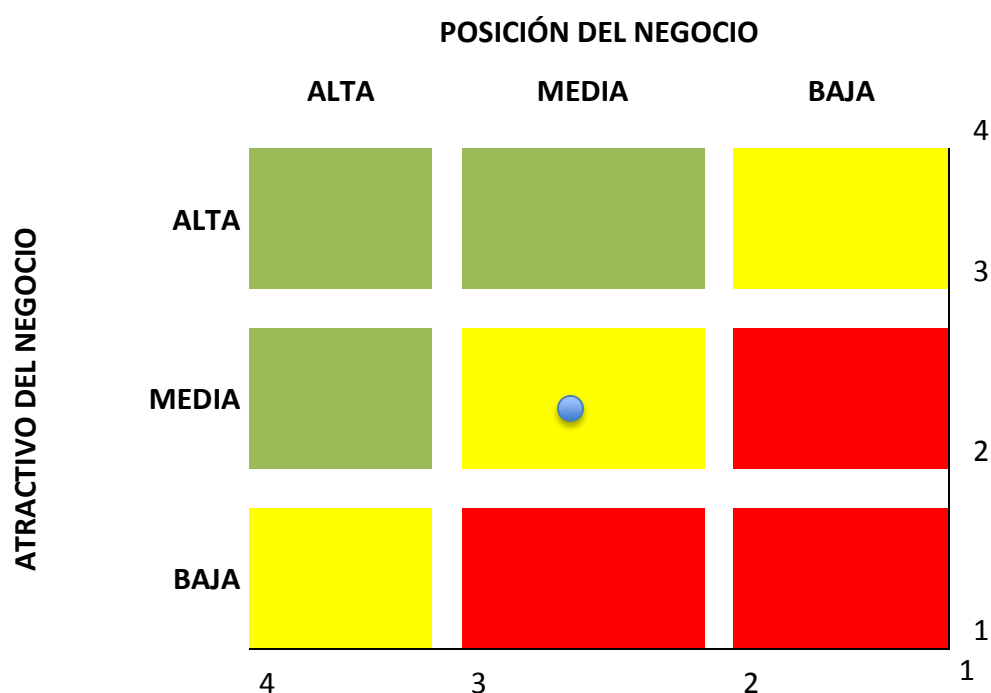 POSICIÓN DEL NEGOCIO
ALTA MEDIA BAJA
4
ALTA
3
ATRACTIVO DEL NEGOCIO
MEDIA
2
BAJA
1
4 3 2 1